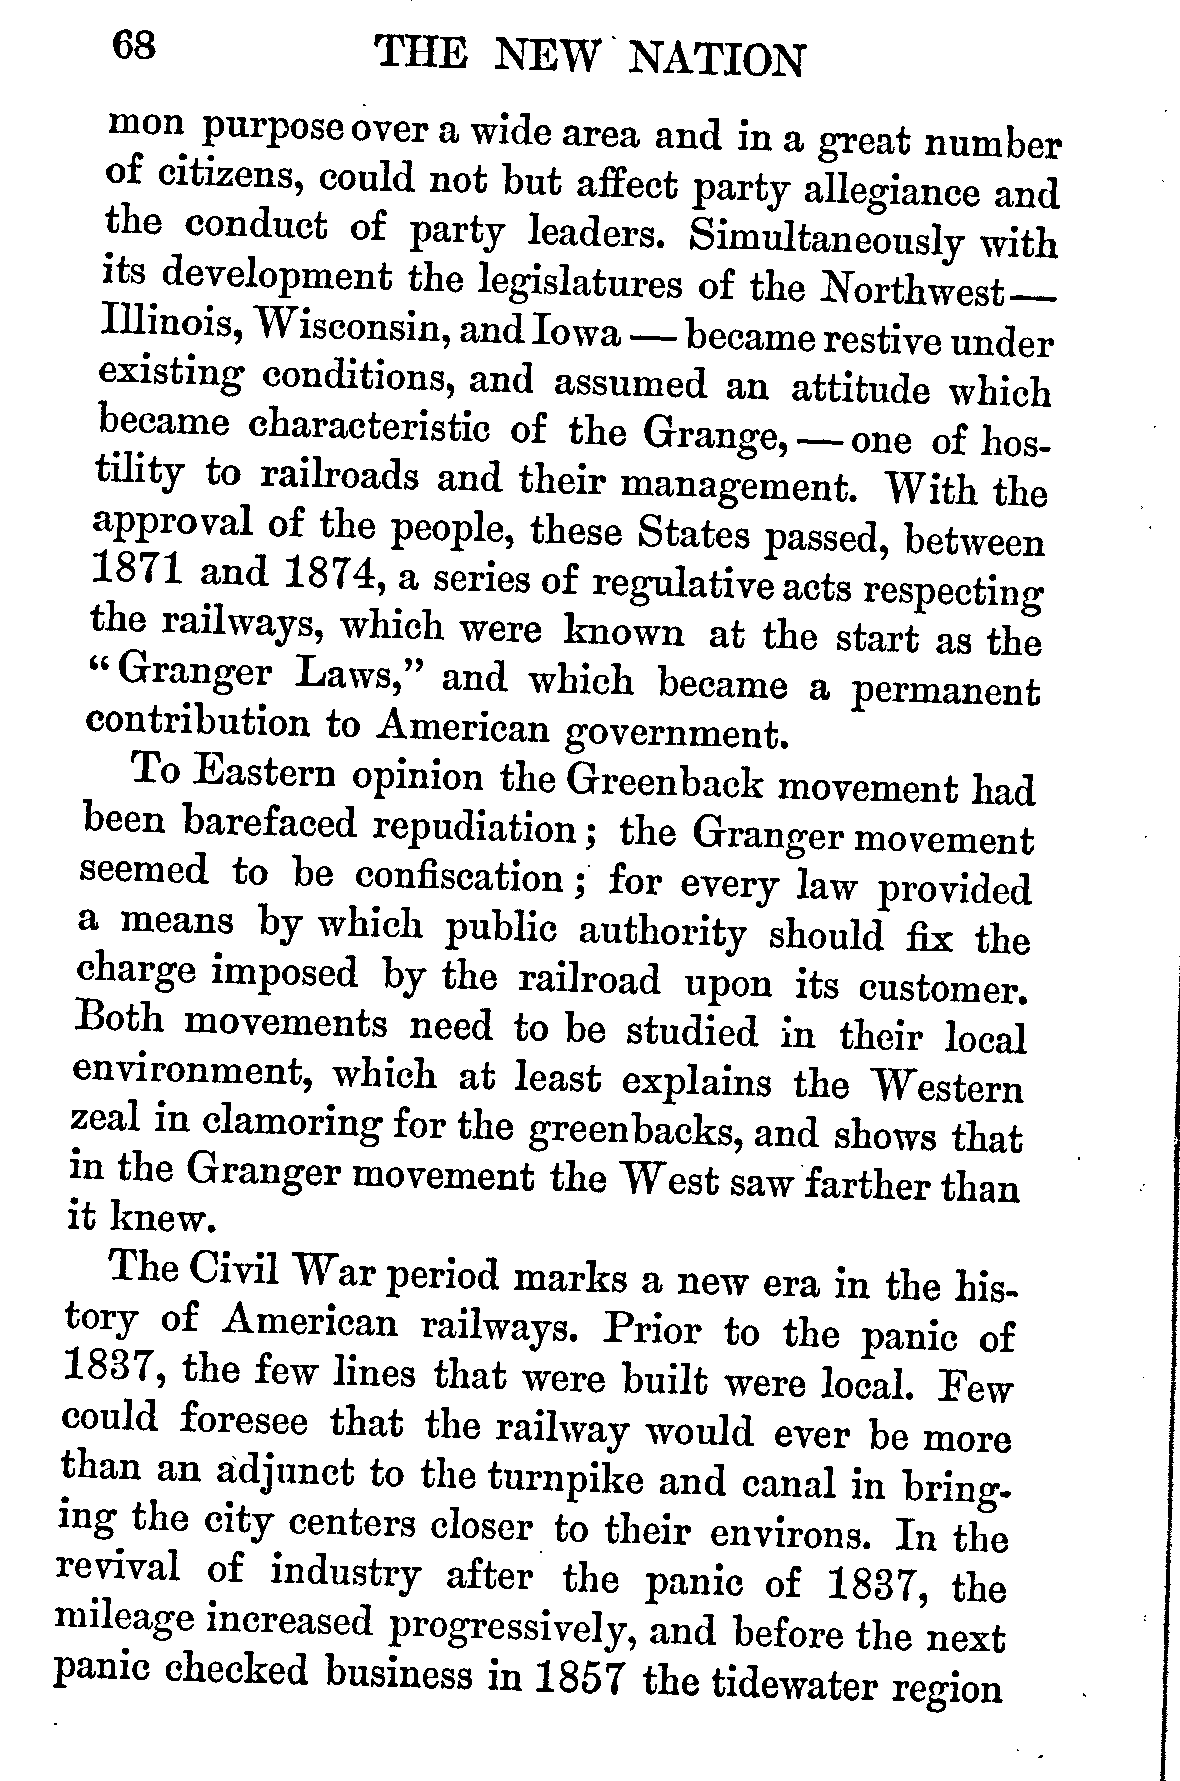 68 THE NEW NATION
mon purpose over a wide area and in a great number
of citizens, could not but affect party allegiance and
the conduct of party leaders. Simultaneously with
its development the legislatures of the Northwest—
Illinois, Wisconsin, and Iowa — became restive under
existing conditions, and assumed an attitude which
became characteristic of the Grange, — one of hos-
tility to railroads and their management. With the
approval of the people, these States passed, between
1871 and 1874, a series of regulative acts respecting
the railways, which were known at the start as the
“Granger Laws,” and which became a permanent
contribution to American government.
To Eastern opinion the Greenback movement had
been barefaced repudiation; the Granger movement
seemed to be confiscation; for every law provided
a means by which public authority should fix the
charge imposed by the railroad upon its customer.
Both movements need to be studied in their local
environment, which at least explains the Western
zeal in clamoring for the greenbacks, and shows that
in the Granger movement the West saw farther than
it knew.
The Civil War period marks a new era in the his-
tory of American railways. Prior to the panic of
1837, the few lines that were built were local. Few
could foresee that the railway would ever be more
than an adjunct to the turnpike and canal in bring-
ing the city centers closer to their environs. In the
revival of industry after the panic of 1837, the
mileage increased progressively, and before the next
panic checked business in 1857 the tidewater region